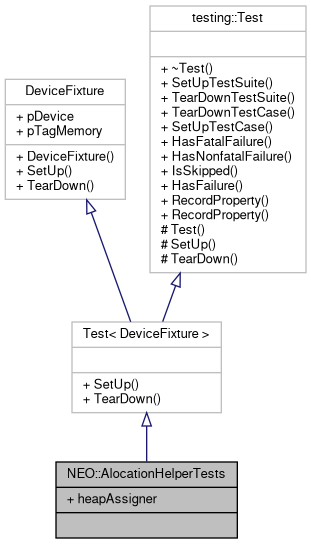 testing::Test
+ ~Test()
+ SetUpTestSuite()
+ TearDownTestSuite()
+ TearDownTestCase()
+ SetUpTestCase()
+ HasFatalFailure()
+ HasNonfatalFailure()
+ IsSkipped()
+ HasFailure()
+ RecordProperty()
+ RecordProperty()
# Test()
# SetUp()
# TearDown()
DeviceFixture
+ pDevice
+ pTagMemory
+ DeviceFixture()
+ SetUp()
+ TearDown()
Test< DeviceFixture >
+ SetUp()
+ TearDown()
NEO::AlocationHelperTests
+ heapAssigner